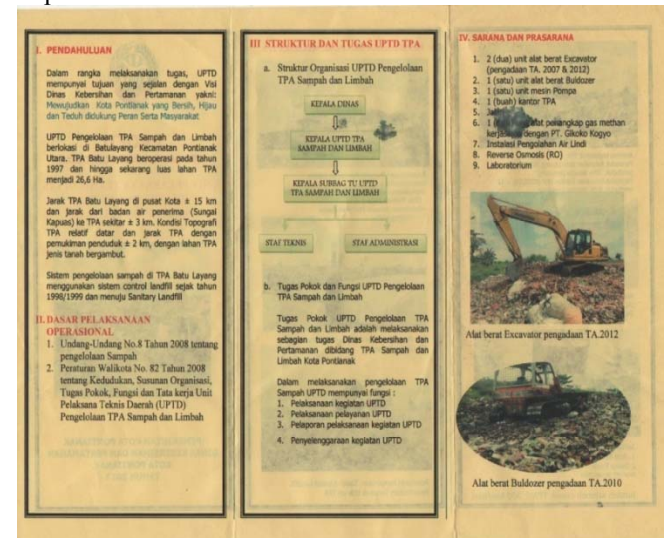 I. PENDAHULUAN
Dalam rangka melaksanakan tugas, UPTD
mempunyai tujuan yang sejalan dengan Visi
Dinas Kebersihan dan Pertamanan yakni:
Mewujudkan Kota Pontianak yang Bersih, Hijau
dan Teduh didukung Peran Serta Masyarakat
UPTD Pengelolaan TPA Sampah dan Limbah
berlokasi di Batulayang Kecamatan Pontianak
Utara. TPA Batu Layang beroperasi pada tahun
1997 dan hingga sekarang luas lahan TPA
menjadi 26,6 Ha.
Jarak TPA Batu Layang di pusat Kota ± 15 km
dan jarak dari badan air penerima (Sungai
Kapuas) ke TPA sekitar ± 3 km. Kondisi Topografi
TPA relatif datar dan jarak TPA dengan
pemukiman penduduk ± 2 km, dengan lahan TPA
jenis tanah bergambut.
Sistem pengelolaan sampah di TPA Batu Layang
menggunakan sistem control landfill sejak tahun
1998/1999 dan menuju Sanitary Landfill
II. DASAR PELAKSANAAN
OPERASIONAL
1. Undang-Undang No.8 Tahun 2008 tentang
pengelolaan Sampah
2. Peraturan Walikota No. 82 Tahun 2008
tentang Kedudukan, Susunan Organisasi,
Tugas Pokok, Fungsi dan Tata kerja Unit
Pelaksana Teknis Daerah (UPTD)
Pengelolaan TPA Sampah dan Limbah
III STRUKTUR DAN TUGAS UPTD TPA
a. Struktur Organisasi UPTD Pengelolaan
TPA Sampah dan Limbah
KEPALA DINAS
KEPALA UPTD TPA
SAMPAH DAN LIMBAH
KEPALA SUBBAG TU UPTD
TPA SAMPAH DAN LIMBAH
STAF TEKNIS
STAF ADMINISTRASI
b. Tugas Pokok dan Fungsi UPTD Pengelolaan
TPA Sampah dan Limbah
Tugas Pokok UPTD Pengelolaan TPA
Sampah dan Limbah adalah melaksanakan
sebagian tugas Dinas Kebersihan dan
Pertamanan dibidang TPA Sampah dan
Limbah Kota Pontianak
Dalam melasanakan pengelolaan TPA
Sampah UPTD mempunyai fungsi :
1. Pelaksanaan kegiatan UPTD
2. Pelaksanaan pelayanan UPTD
3. Pelaporan pelaksanaan kegiatan UPTD
4. Penyelenggaraan kegiatan UPTD
IV. SARANA DAN PRASARANA
1. 2 (dua) unit alat berat Excavator
(pengadaan TA. 2007 & 2012)
2. 1 (satu) unit alat berat Buldozer
3. 1 (satu) unit mesin Pompa
4. 1 (buah) kantor TPA
5.
6. 1 alat penangkap gas methan
dengan PT. Gikoko Kogyo
7. Instalasi Pengolahan Air Lindi
8. Reverse Osmosis (RO)
9. Laboratorium
Alat berat Excavator pengadaan TA.2012
Alat berat Buldozer pengadaan TA.2010